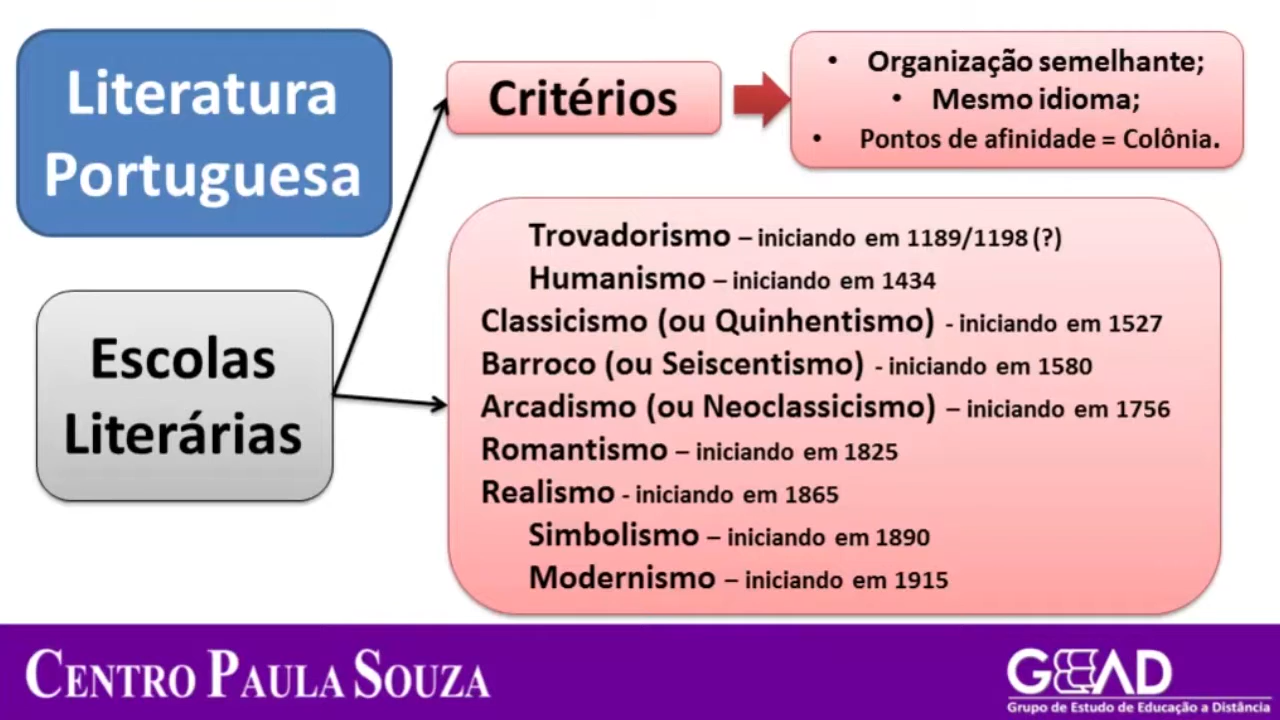 Literatura
Portuguesa
Critérios
• Organização semelhante;
• Mesmo idioma;
• Pontos de afinidade = Colônia.
Escolas
Literárias
Trovadorismo – iniciando em 1189/1198 (?)
Humanismo – iniciando em 1434
Classicismo (ou Quinhentismo) - iniciando em 1527
Barroco (ou Seiscentismo) - iniciando em 1580
Arcadismo (ou Neoclassicismo) – iniciando em 1756
Romantismo – iniciando em 1825
Realismo - iniciando em 1865
Simbolismo – iniciando em 1890
Modernismo – iniciando em 1915
CENTRO PAULA SOUZA
GEAD
Grupo de Estudo de Educação a Distância